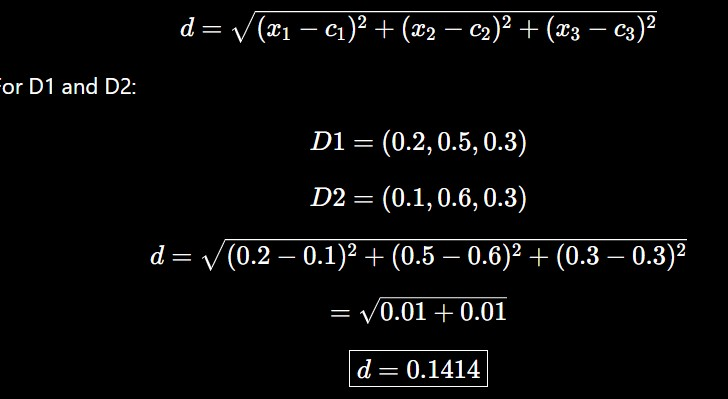 d = √((x₁ − c₁)² + (x₂ − c₂)² + (x₃ − c₃)²)
or D1 and D2:
D1 = (0.2, 0.5, 0.3)
D2 = (0.1, 0.6, 0.3)
d = √((0.2 − 0.1)² + (0.5 − 0.6)² + (0.3 − 0.3)²)
= √(0.01 + 0.01)
d = 0.1414